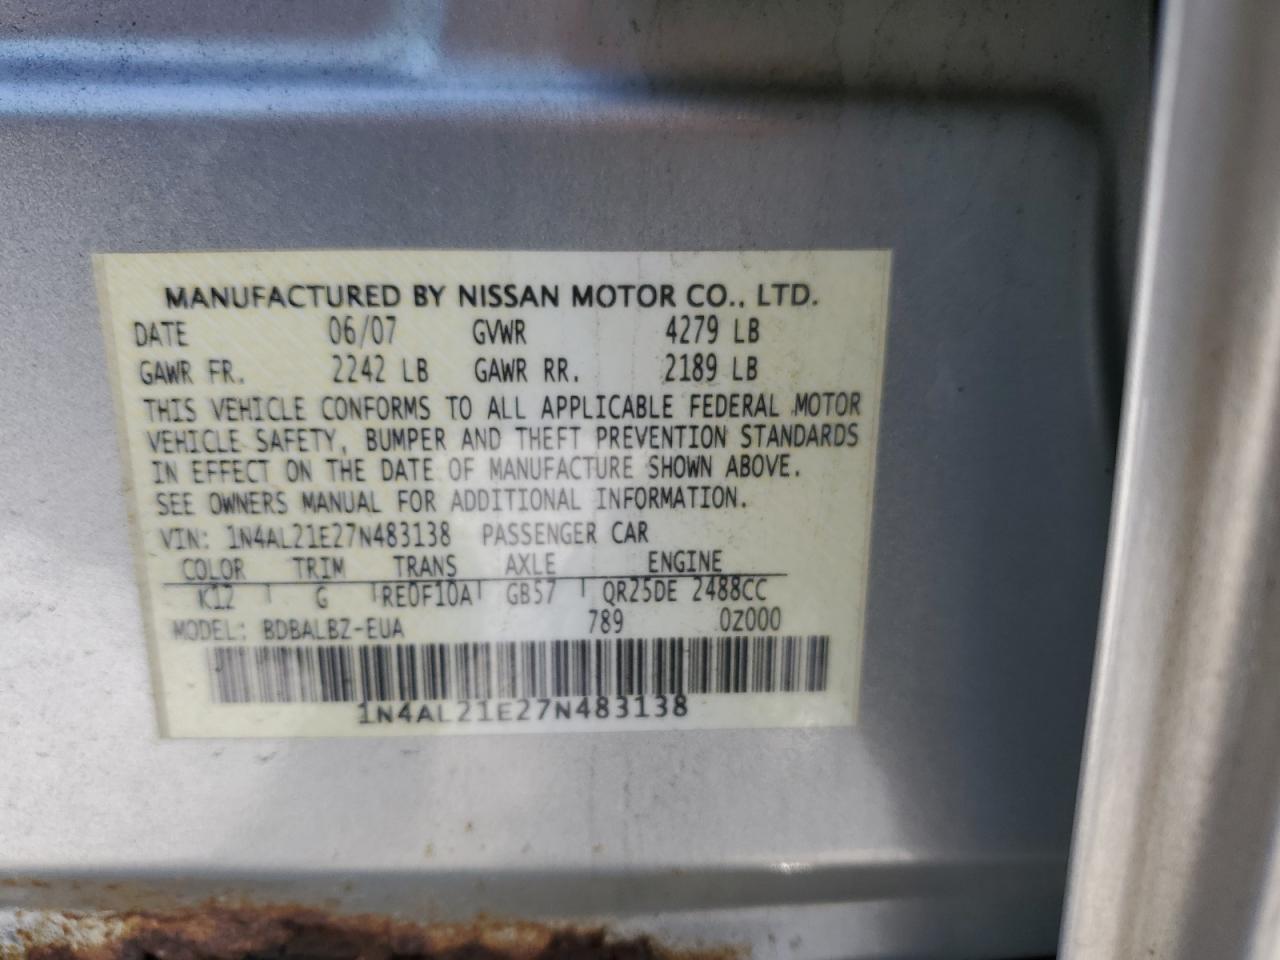 MANUFACTURED BY NISSAN MOTOR CO., LTD.
DATE 06/07 GVWR 4279 LB
GAWR FR. 2242 LB GAWR RR. 2189 LB
THIS VEHICLE CONFORMS TO ALL APPLICABLE FEDERAL MOTOR
VEHICLE SAFETY, BUMPER AND THEFT PREVENTION STANDARDS
IN EFFECT ON THE DATE OF MANUFACTURE SHOWN ABOVE.
SEE OWNERS MANUAL FOR ADDITIONAL INFORMATION.
VIN: 1N4AL21E27N483138 PASSENGER CAR
COLOR TRIM TRANS AXLE ENGINE
K12 G RE0F10A GB57 QR25DE 2488CC
MODEL: BDBALBZ-EUA 789 0Z000
1N4AL21E27N483138